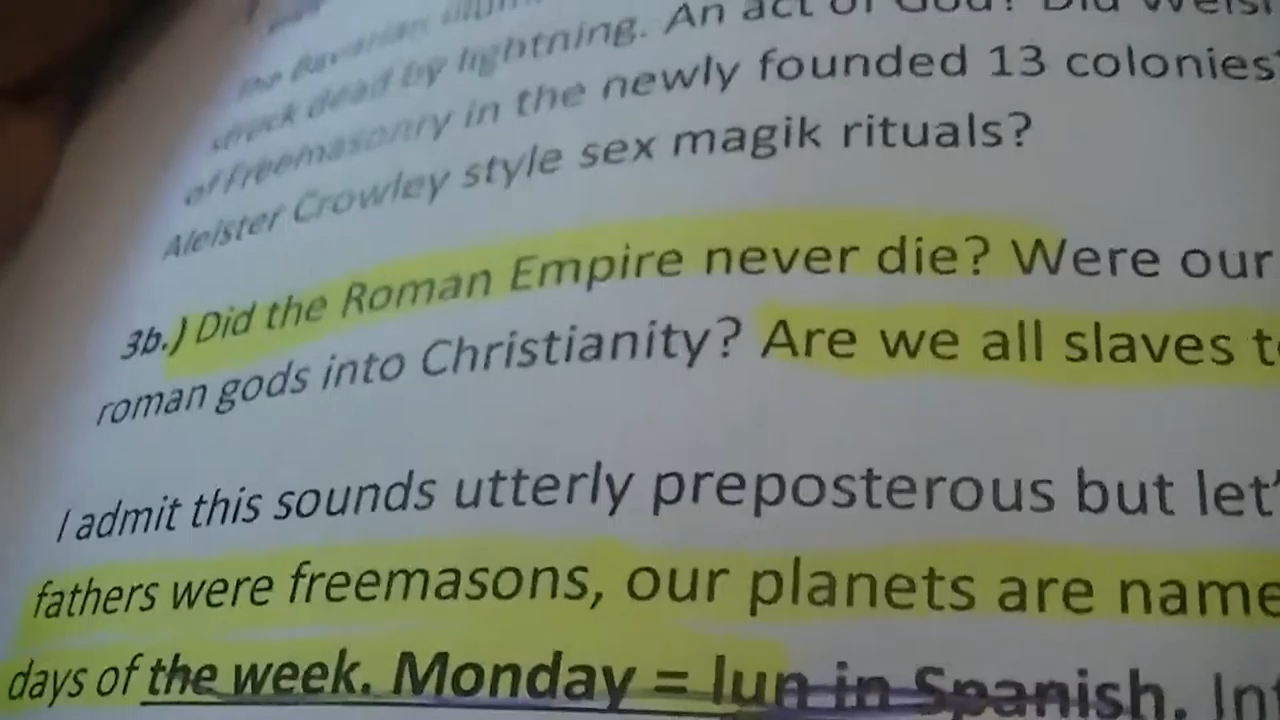 the Bavarian
struck dead by lightning. An act of God? Did
of Freemasonry in the newly founded 13 colonies
Aleister Crowley style sex magik rituals?
3b.) Did the Roman Empire never die? Were our
roman gods into Christianity? Are we all slaves
I admit this sounds utterly preposterous but let'
fathers were freemasons, our planets are name
days of the week. Monday = lun in Spanish.